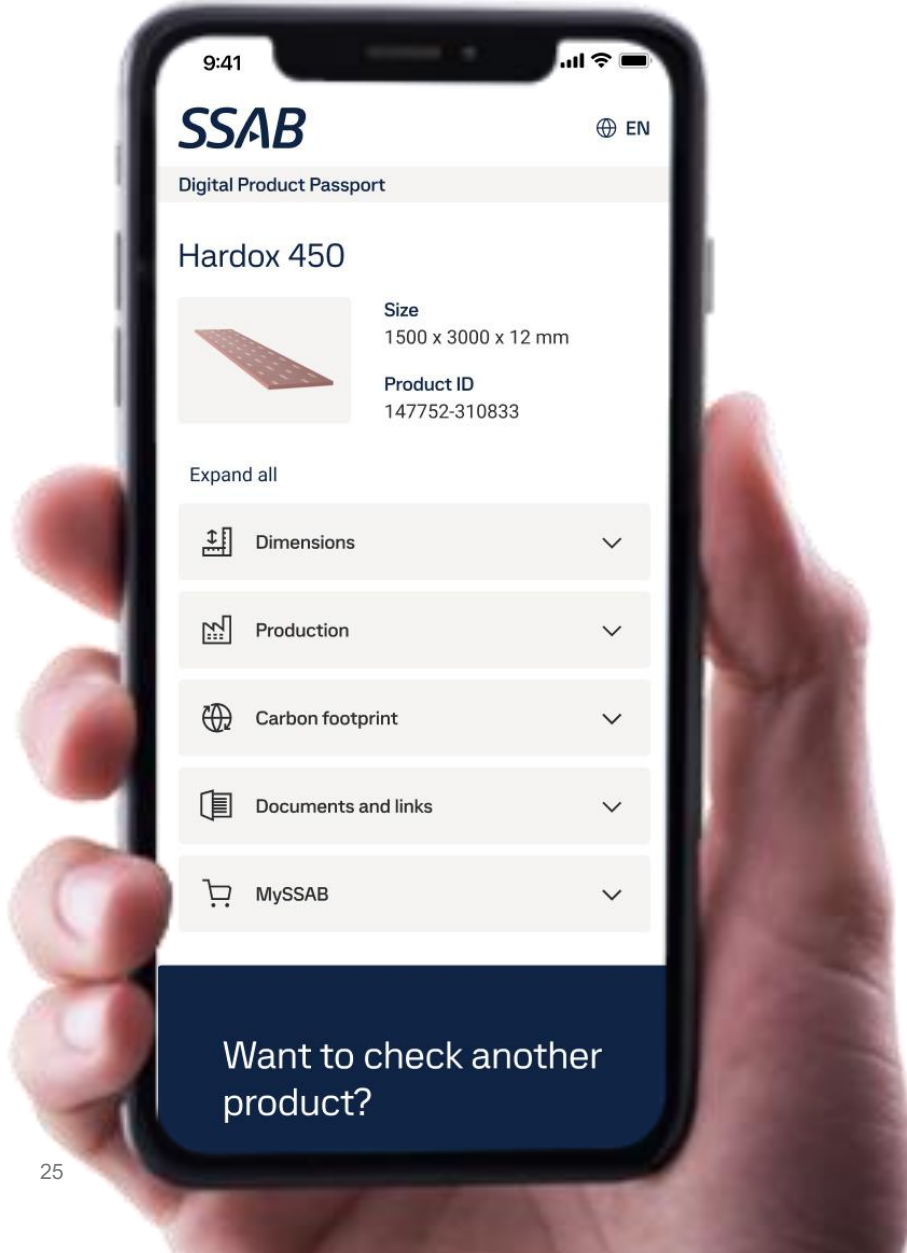 9:41
SSAB
EN
Digital Product Passport
Hardox 450
Size
1500 x 3000 x 12 mm
Product ID
147752-310833
Expand all
Dimensions
Production
Carbon footprint
Documents and links
MySSAB
Want to check another
product?
25